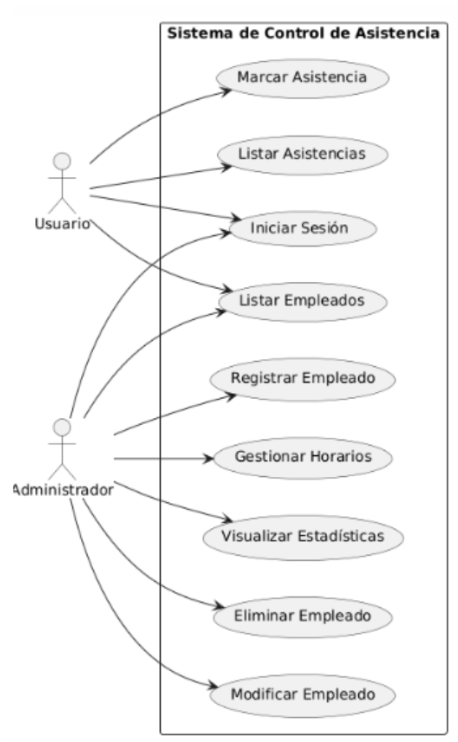 Sistema de Control de Asistencia
Marcar Asistencia
Listar Asistencias
Usuario
Iniciar Sesión
Listar Empleados
Registrar Empleado
Gestionar Horarios
Administrador
Visualizar Estadísticas
Eliminar Empleado
Modificar Empleado